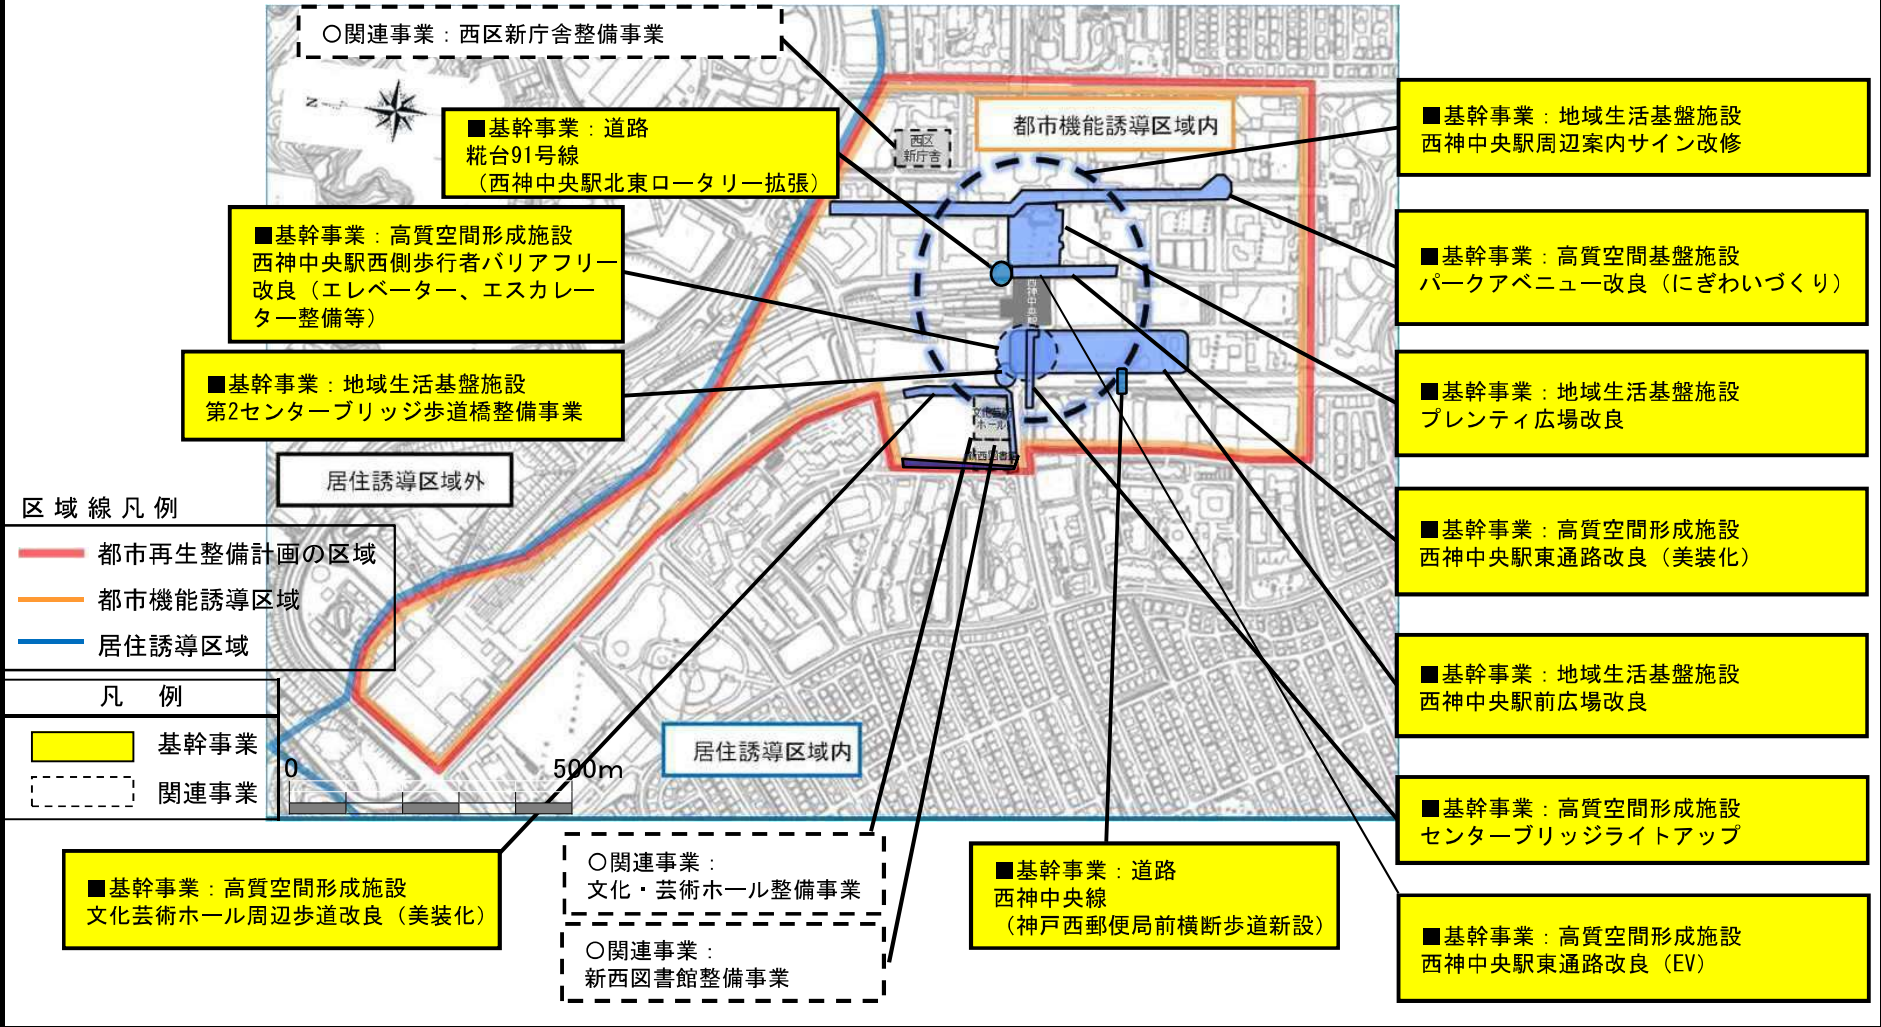 〇関連事業：西区新庁舎整備事業
N
■基幹事業：道路
糀台91号線
（西神中央駅北東ロータリー拡張）
西区
新庁舎
都市機能誘導区域内
■基幹事業：地域生活基盤施設
西神中央駅周辺案内サイン改修
■基幹事業：高質空間形成施設
西神中央駅西側歩行者バリアフリー
改良（エレベーター、エスカレー
ター整備等）
■基幹事業：高質空間基盤施設
パークアベニュー改良（にぎわいづくり）
西神中央駅
■基幹事業：地域生活基盤施設
第2センターブリッジ歩道橋整備事業
■基幹事業：地域生活基盤施設
プレンティ広場改良
文化芸術
ホール
新西図書館
居住誘導区域外
■基幹事業：高質空間形成施設
西神中央駅東通路改良（美装化）
区域線凡例
都市再生整備計画の区域
都市機能誘導区域
居住誘導区域
■基幹事業：地域生活基盤施設
西神中央駅前広場改良
凡　例
基幹事業
関連事業
0
500m
居住誘導区域内
■基幹事業：高質空間形成施設
センターブリッジライトアップ
■基幹事業：高質空間形成施設
文化芸術ホール周辺歩道改良（美装化）
〇関連事業：
文化・芸術ホール整備事業
〇関連事業：
新西図書館整備事業
■基幹事業：道路
西神中央線
（神戸西郵便局前横断歩道新設）
■基幹事業：高質空間形成施設
西神中央駅東通路改良（EV）